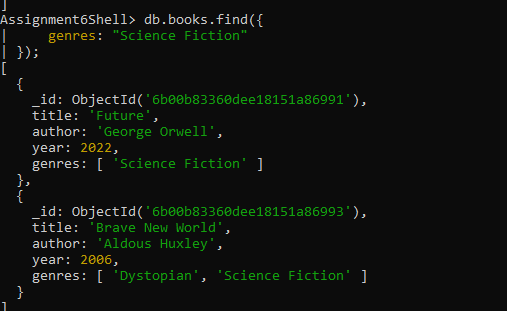 ]
Assignment6Shell> db.books.find({
|     genres: "Science Fiction"
| });
[
  {
    _id: ObjectId('6b00b83360dee18151a86991'),
    title: 'Future',
    author: 'George Orwell',
    year: 2022,
    genres: [ 'Science Fiction' ]
  },
  {
    _id: ObjectId('6b00b83360dee18151a86993'),
    title: 'Brave New World',
    author: 'Aldous Huxley',
    year: 2006,
    genres: [ 'Dystopian', 'Science Fiction' ]
  }
]